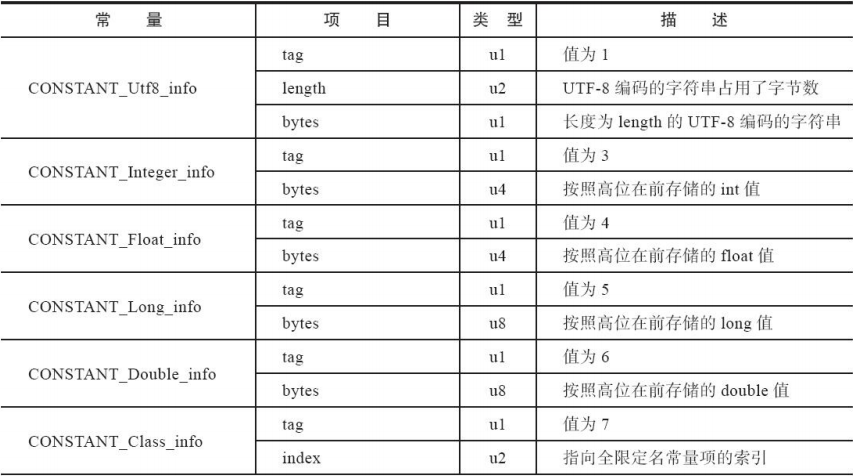 常 量 项 目 类 型 描 述
CONSTANT_Utf8_info tag u1 值为 1
length u2 UTF-8 编码的字符串占用了字节数
bytes u1 长度为 length 的 UTF-8 编码的字符串
CONSTANT_Integer_info tag u1 值为 3
bytes u4 按照高位在前存储的 int 值
CONSTANT_Float_info tag u1 值为 4
bytes u4 按照高位在前存储的 float 值
CONSTANT_Long_info tag u1 值为 5
bytes u8 按照高位在前存储的 long 值
CONSTANT_Double_info tag u1 值为 6
bytes u8 按照高位在前存储的 double 值
CONSTANT_Class_info tag u1 值为 7
index u2 指向全限定名常量项的索引